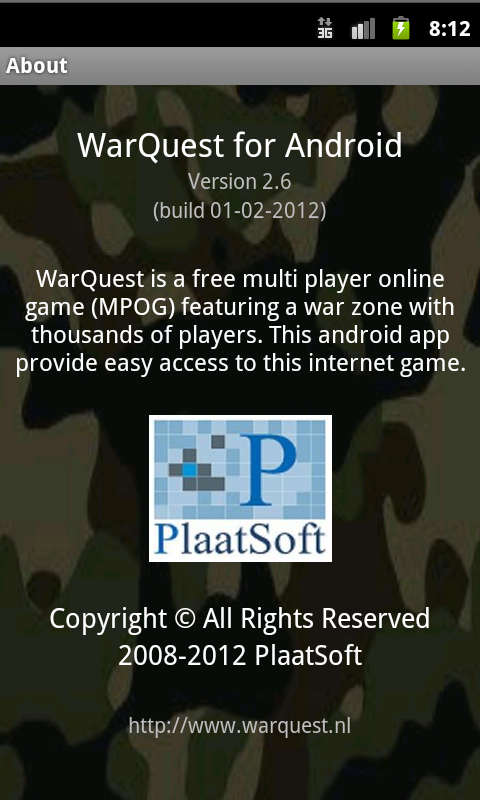 3G 8:12
About
WarQuest for Android
Version 2.6
(build 01-02-2012)
WarQuest is a free multi player online
game (MPOG) featuring a war zone with
thousands of players. This android app
provide easy access to this internet game.
P
PlaatSoft
Copyright © All Rights Reserved
2008-2012 PlaatSoft
http://www.warquest.nl